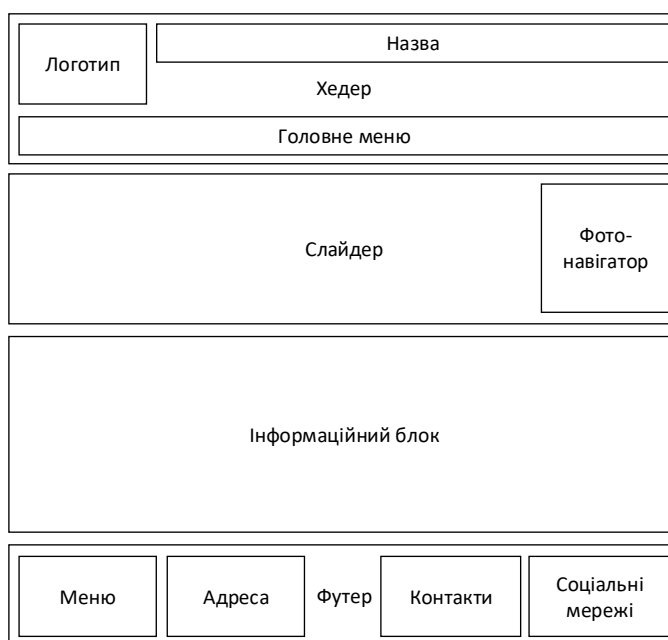 Логотип
Назва
Хедер
Головне меню
Слайдер
Фото-
навігатор
Інформаційний блок
Меню
Адреса
Футер
Контакти
Соціальні
мережі